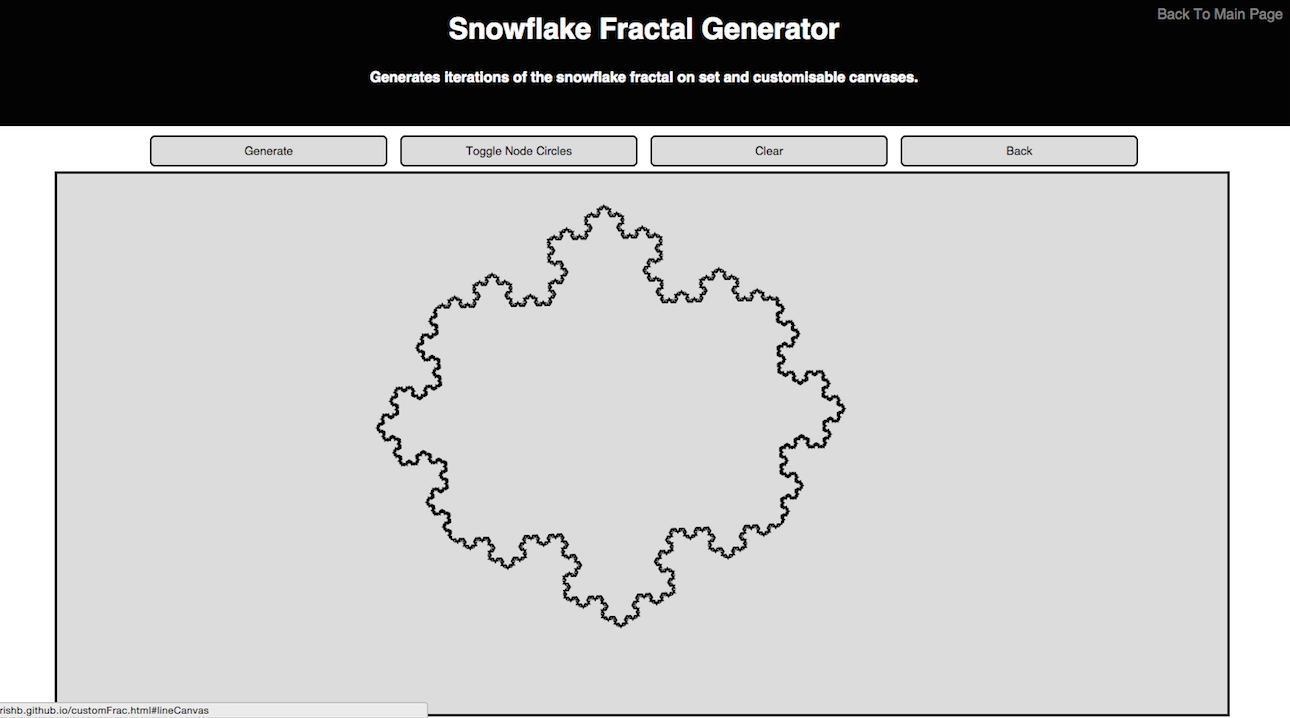 Back To Main Page
Snowflake Fractal Generator
Generates iterations of the snowflake fractal on set and customisable canvases.
Generate
Toggle Node Circles
Clear
Back
rishb.github.io/customFrac.html#lineCanvas